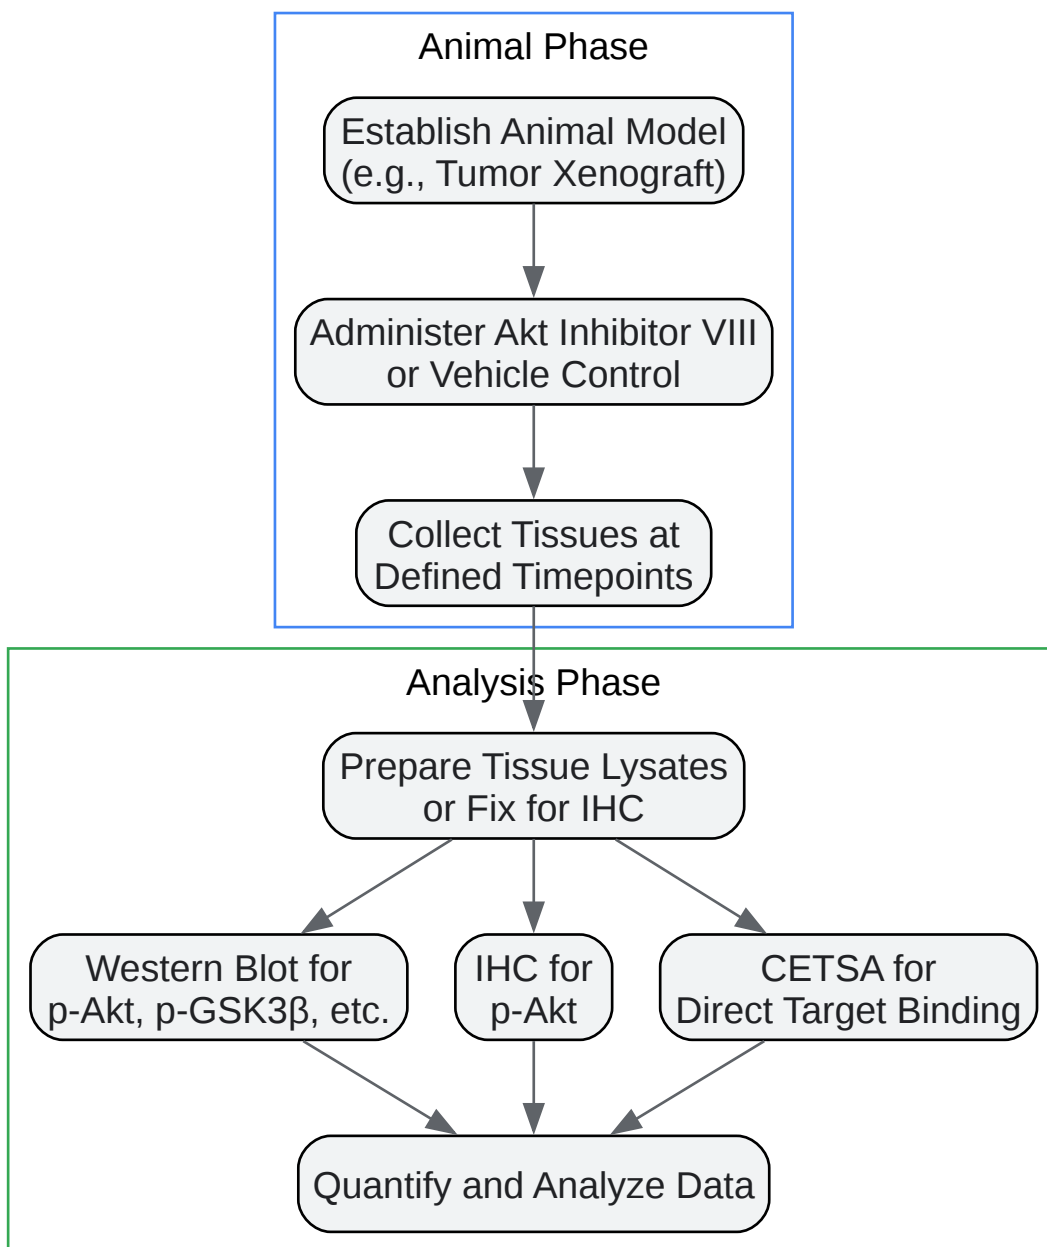 Animal Phase
Establish Animal Model
(e.g., Tumor Xenograft)
Administer Akt Inhibitor VIII
or Vehicle Control
Collect Tissues at
Defined Timepoints
Analysis Phase
Prepare Tissue Lysates
or Fix for IHC
Western Blot for
p-Akt, p-GSK3β, etc.
IHC for
p-Akt
CETSA for
Direct Target Binding
Quantify and Analyze Data